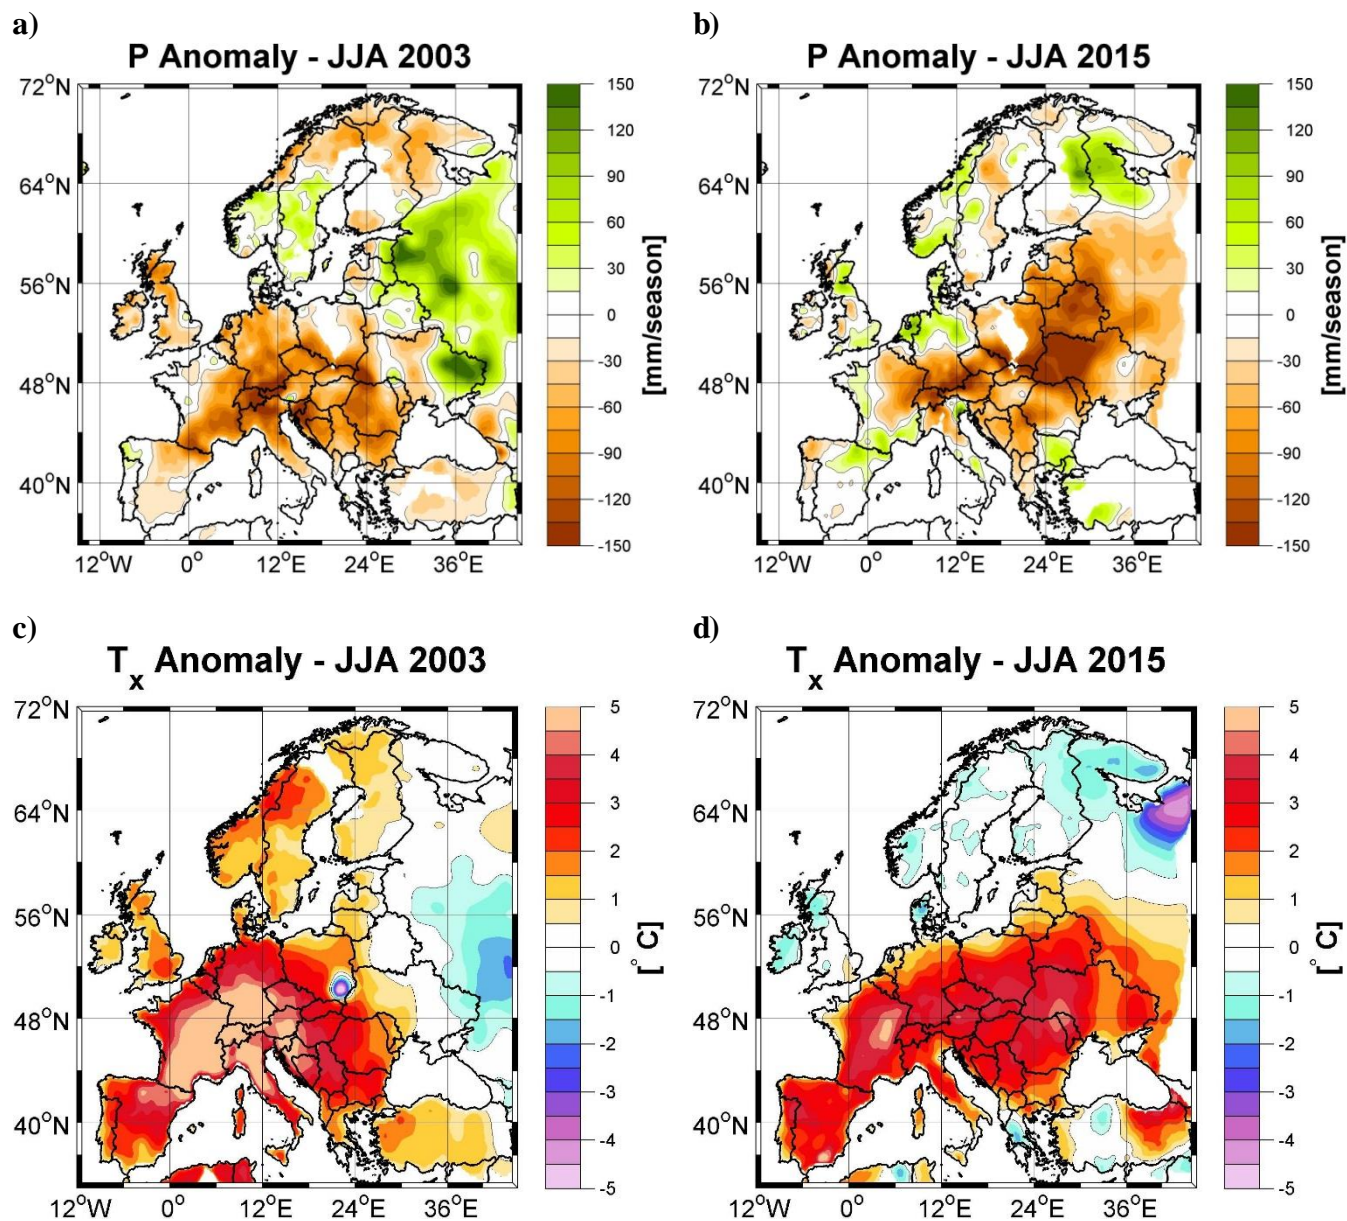 a)
P Anomaly - JJA 2003
72°N
64°N
56°N
48°N
40°N
12°W 0° 12°E 24°E 36°E
150
120
90
60
30
0
-30
-60
-90
-120
-150
[mm/season]
b)
P Anomaly - JJA 2015
72°N
64°N
56°N
48°N
40°N
12°W 0° 12°E 24°E 36°E
150
120
90
60
30
0
-30
-60
-90
-120
-150
[mm/season]
c)
Tx Anomaly - JJA 2003
72°N
64°N
56°N
48°N
40°N
12°W 0° 12°E 24°E 36°E
5
4
3
2
1
0
-1
-2
-3
-4
-5
[°C]
d)
Tx Anomaly - JJA 2015
72°N
64°N
56°N
48°N
40°N
12°W 0° 12°E 24°E 36°E
5
4
3
2
1
0
-1
-2
-3
-4
-5
[°C]